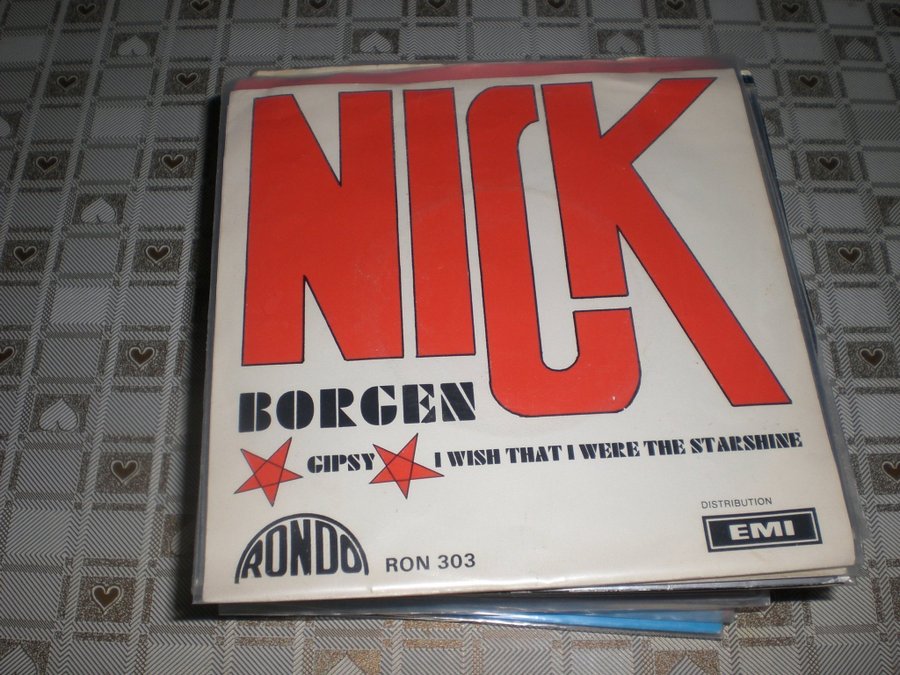 NICK
BORGEN
GIPSY I WISH THAT I WERE THE STARSHINE
DISTRIBUTION
EMI
RONDO
RON 303